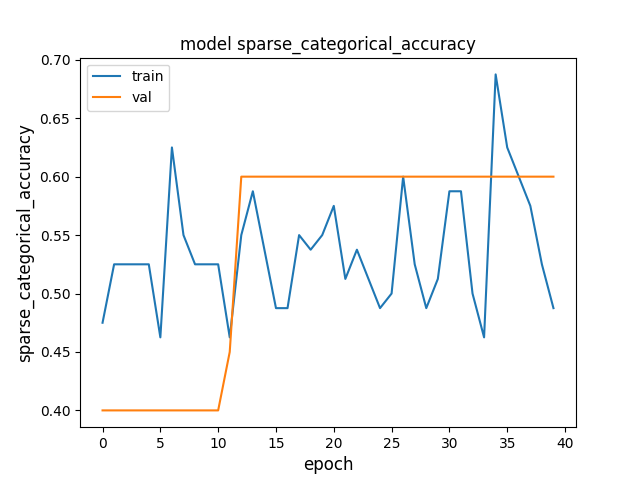 model sparse_categorical_accuracy
train
val
sparse_categorical_accuracy
0.70
0.65
0.60
0.55
0.50
0.45
0.40
0 5 10 15 20 25 30 35 40
epoch